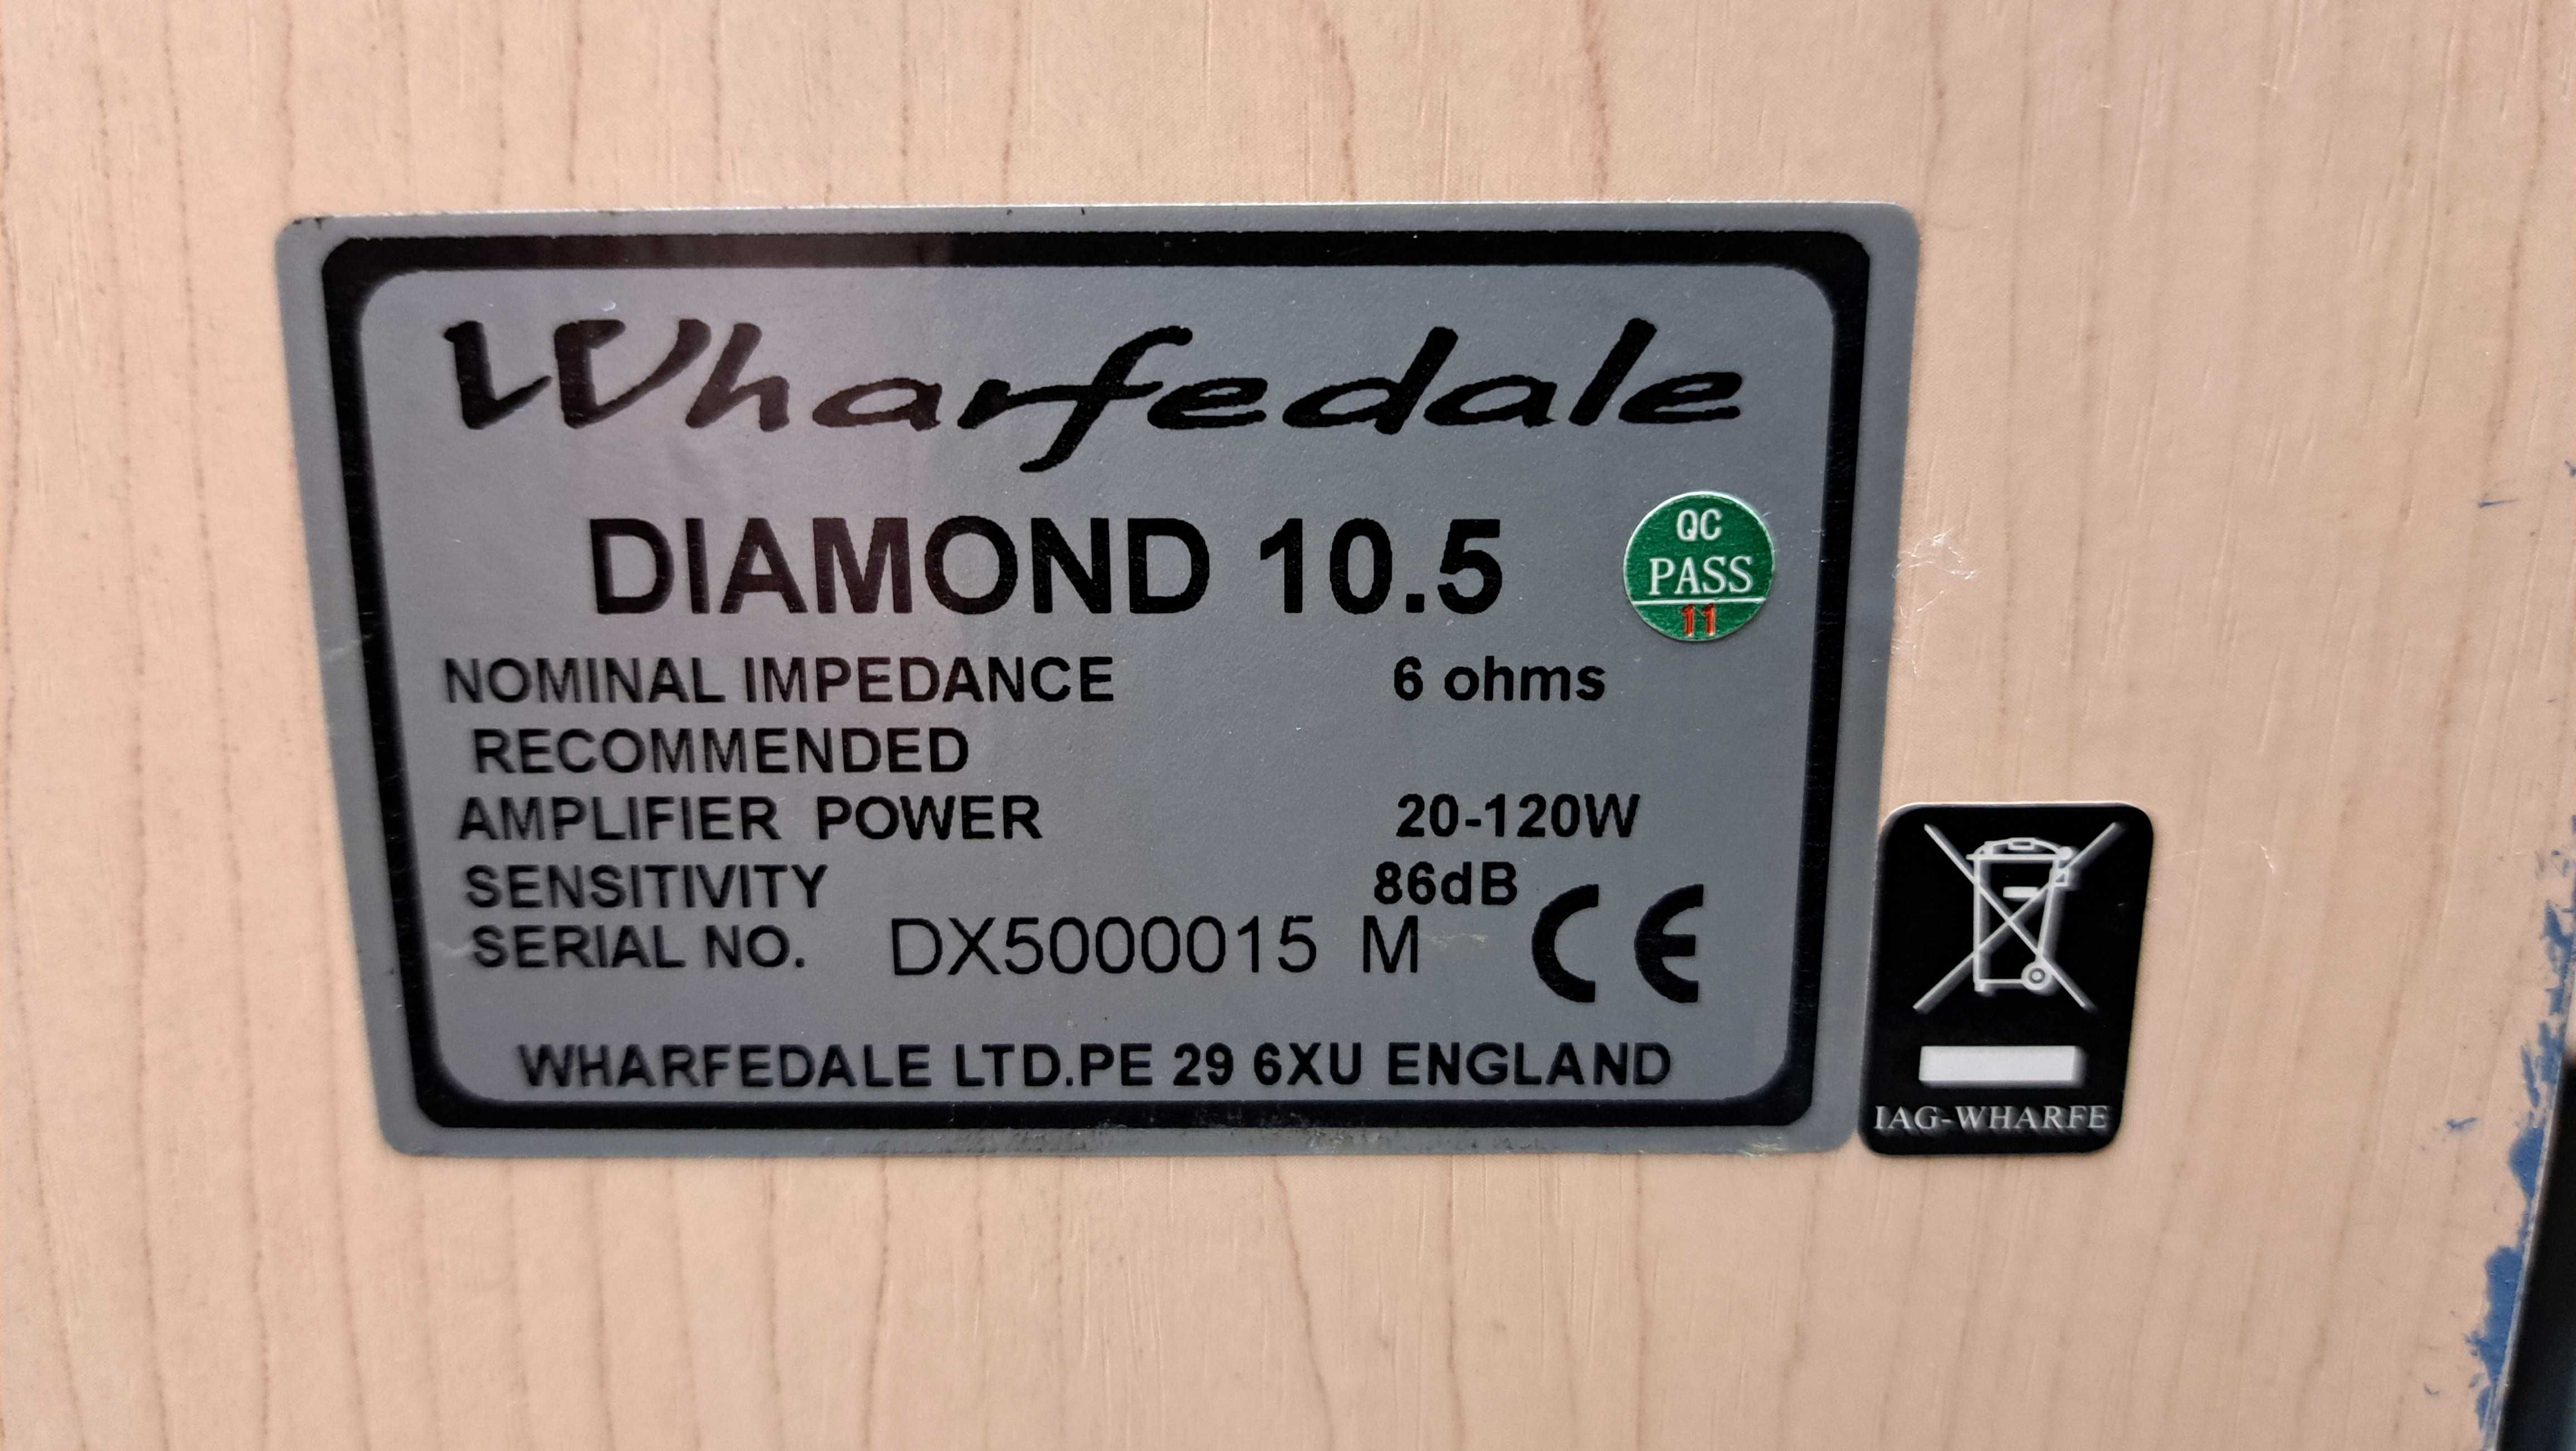 Wharfedale
DIAMOND 10.5
QC
PASS
11
NOMINAL IMPEDANCE 6 ohms
RECOMMENDED
AMPLIFIER POWER 20-120W
SENSITIVITY 86dB
SERIAL NO. DX5000015 M CE
WHARFEDALE LTD.PE 29 6XU ENGLAND
IAG-WHARFE